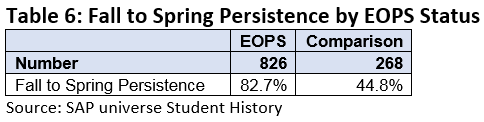 Table 6: Fall to Spring Persistence by EOPS Status
EOPS Comparison
Number 826 268
Fall to Spring Persistence 82.7% 44.8%
Source: SAP universe Student History